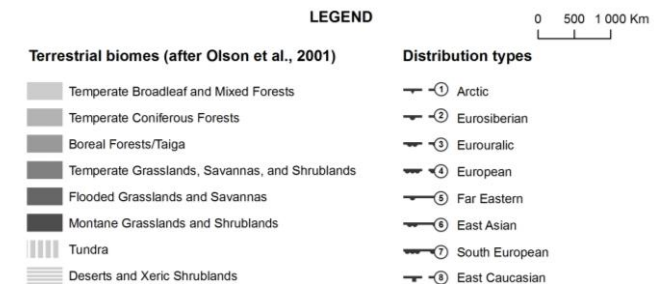 LEGEND
0 500 1 000 Km
Terrestrial biomes (after Olson et al., 2001)
Temperate Broadleaf and Mixed Forests
Temperate Coniferous Forests
Boreal Forests/Taiga
Temperate Grasslands, Savannas, and Shrublands
Flooded Grasslands and Savannas
Montane Grasslands and Shrublands
Tundra
Deserts and Xeric Shrublands
Distribution types
1 Arctic
2 Eurosiberian
3 Eurouralic
4 European
5 Far Eastern
6 East Asian
7 South European
8 East Caucasian